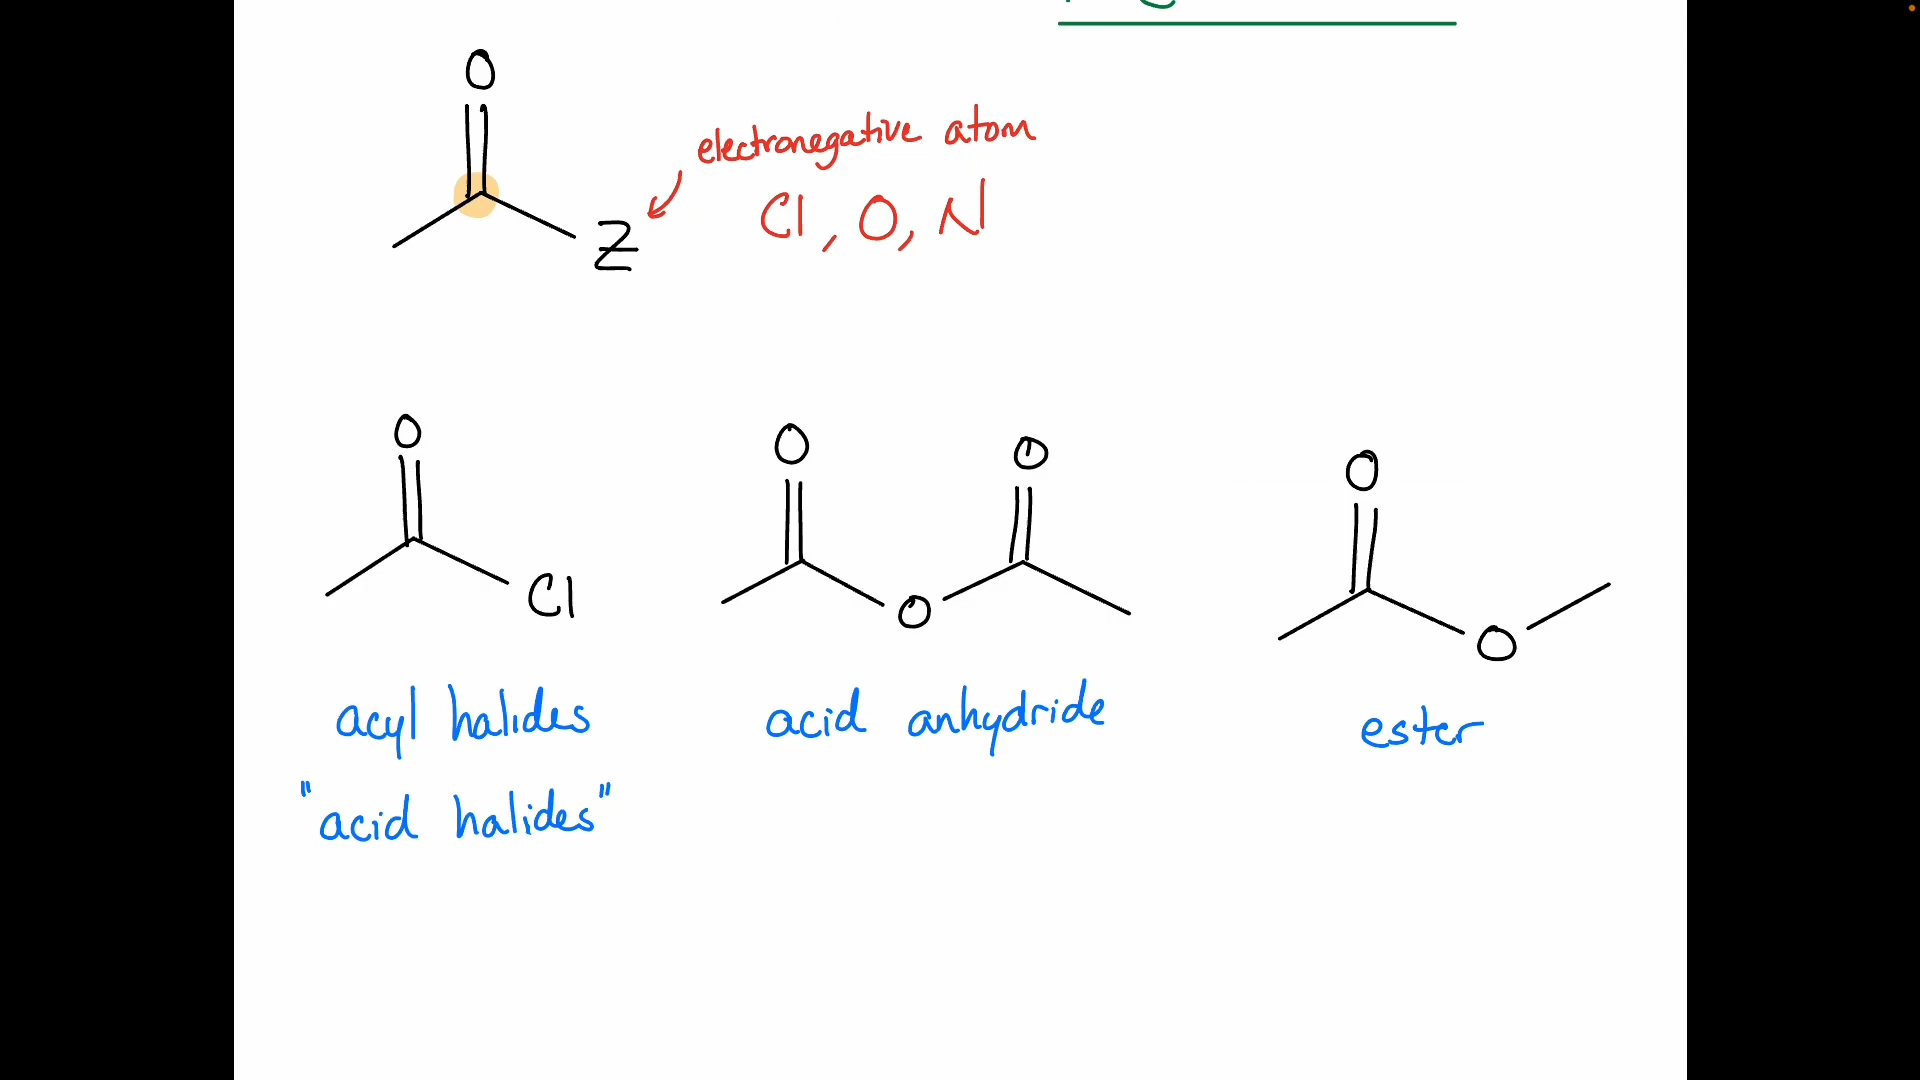 O
electronegative atom
Z
Cl, O, N
O
O
O
O
Cl
O
O
acyl halides
acid anhydride
ester
"acid halides"